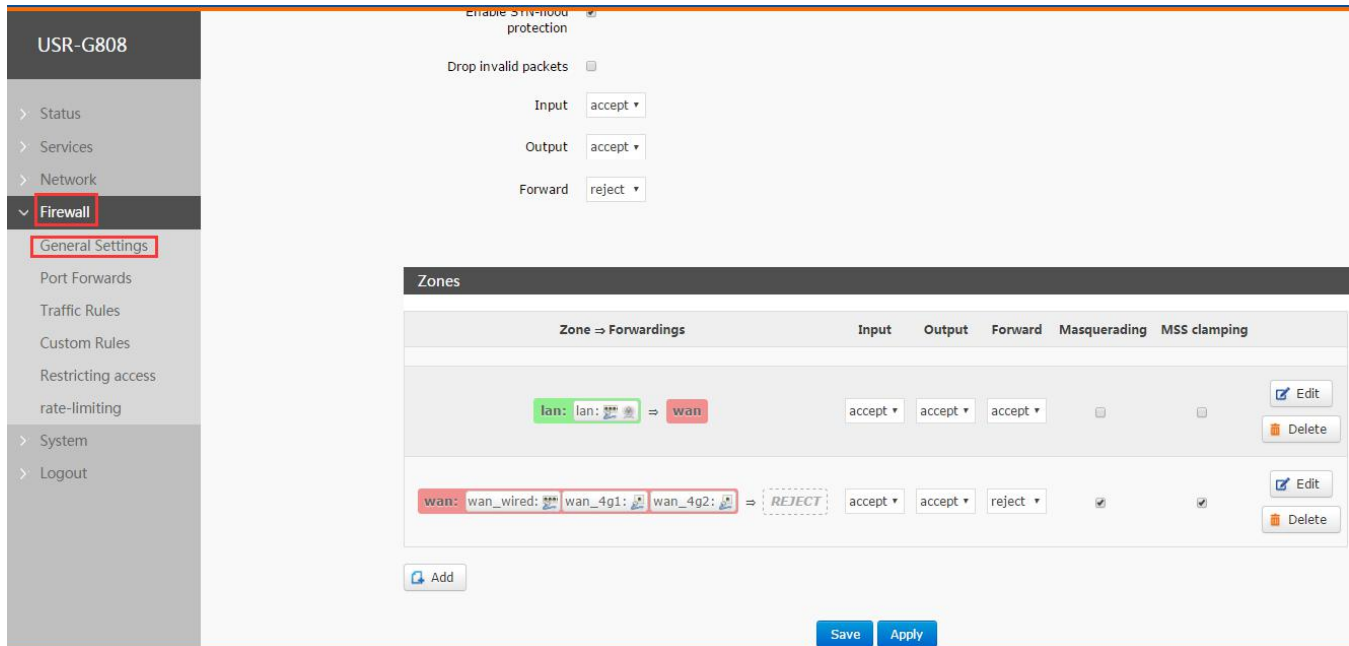 Enable SYN-flood
protection
USR-G808
Drop invalid packets
Input accept
Output accept
Forward reject
Status
Services
Network
Firewall
General Settings
Port Forwards
Traffic Rules
Custom Rules
Restricting access
rate-limiting
System
Logout
Zones
Zone ⇒ Forwardings Input Output Forward Masquerading MSS clamping
lan: lan: ⇒ wan accept accept accept Edit
Delete
wan: wan_wired: wan_4g1: wan_4g2: ⇒ REJECT accept accept reject Edit
Delete
Add
Save Apply